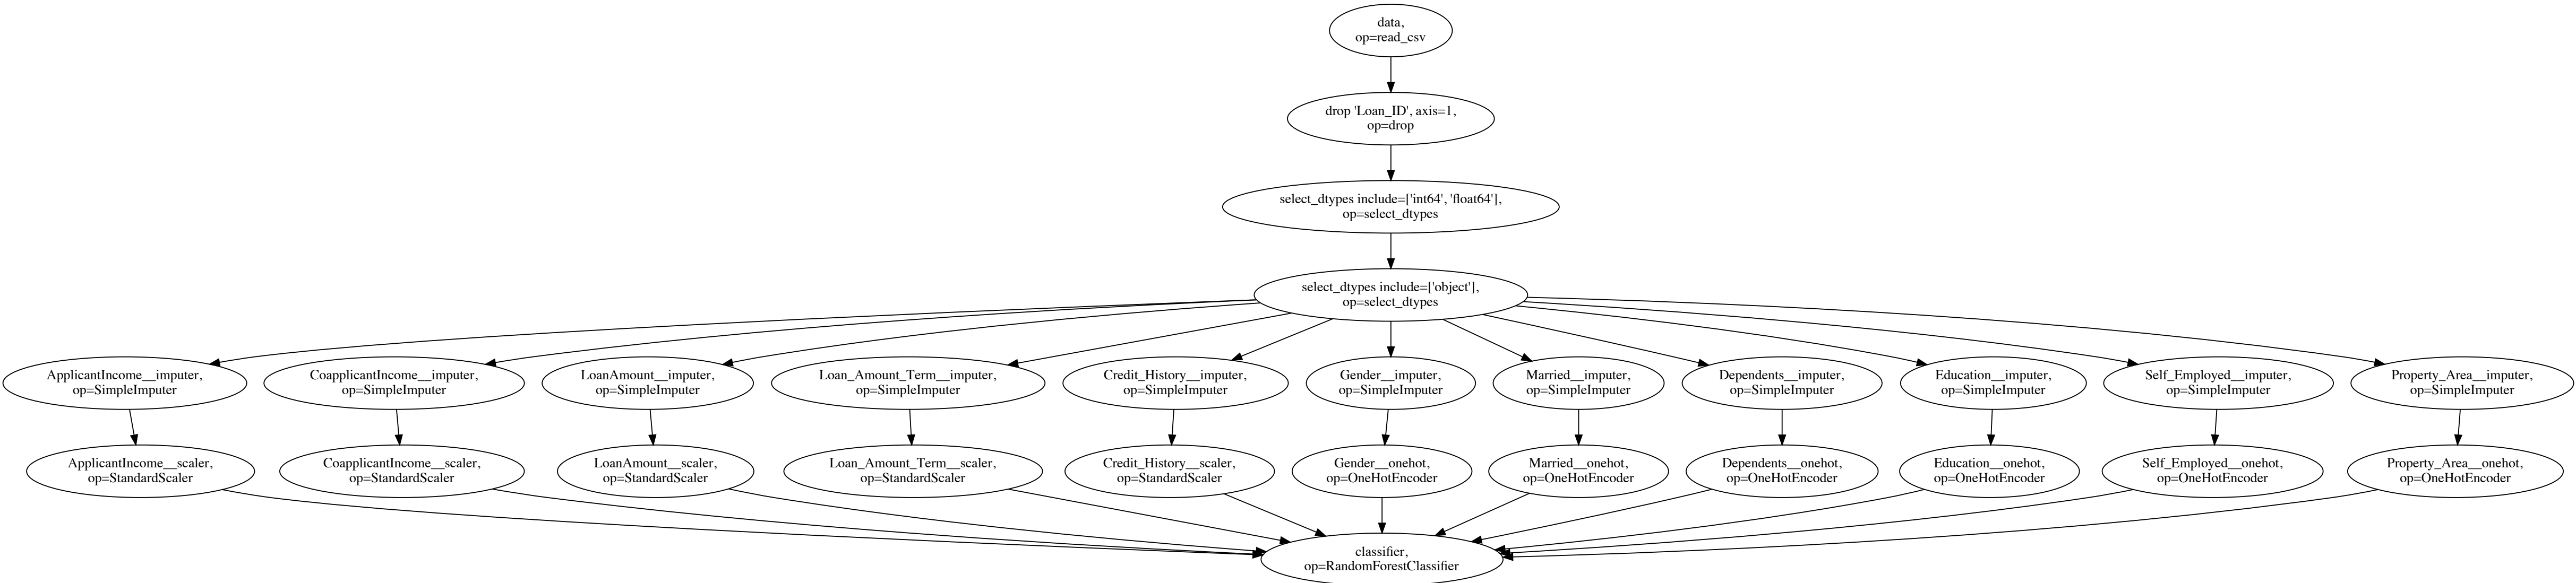 data,
op=read_csv
drop 'Loan_ID', axis=1,
op=drop
select_dtypes include=['int64', 'float64'],
op=select_dtypes
select_dtypes include=['object'],
op=select_dtypes
ApplicantIncome__imputer,
op=SimpleImputer
CoapplicantIncome__imputer,
op=SimpleImputer
LoanAmount__imputer,
op=SimpleImputer
Loan_Amount_Term__imputer,
op=SimpleImputer
Credit_History__imputer,
op=SimpleImputer
Gender__imputer,
op=SimpleImputer
Married__imputer,
op=SimpleImputer
Dependents__imputer,
op=SimpleImputer
Education__imputer,
op=SimpleImputer
Self_Employed__imputer,
op=SimpleImputer
Property_Area__imputer,
op=SimpleImputer
ApplicantIncome__scaler,
op=StandardScaler
CoapplicantIncome__scaler,
op=StandardScaler
LoanAmount__scaler,
op=StandardScaler
Loan_Amount_Term__scaler,
op=StandardScaler
Credit_History__scaler,
op=StandardScaler
Gender__onehot,
op=OneHotEncoder
Married__onehot,
op=OneHotEncoder
Dependents__onehot,
op=OneHotEncoder
Education__onehot,
op=OneHotEncoder
Self_Employed__onehot,
op=OneHotEncoder
Property_Area__onehot,
op=OneHotEncoder
classifier,
op=RandomForestClassifier